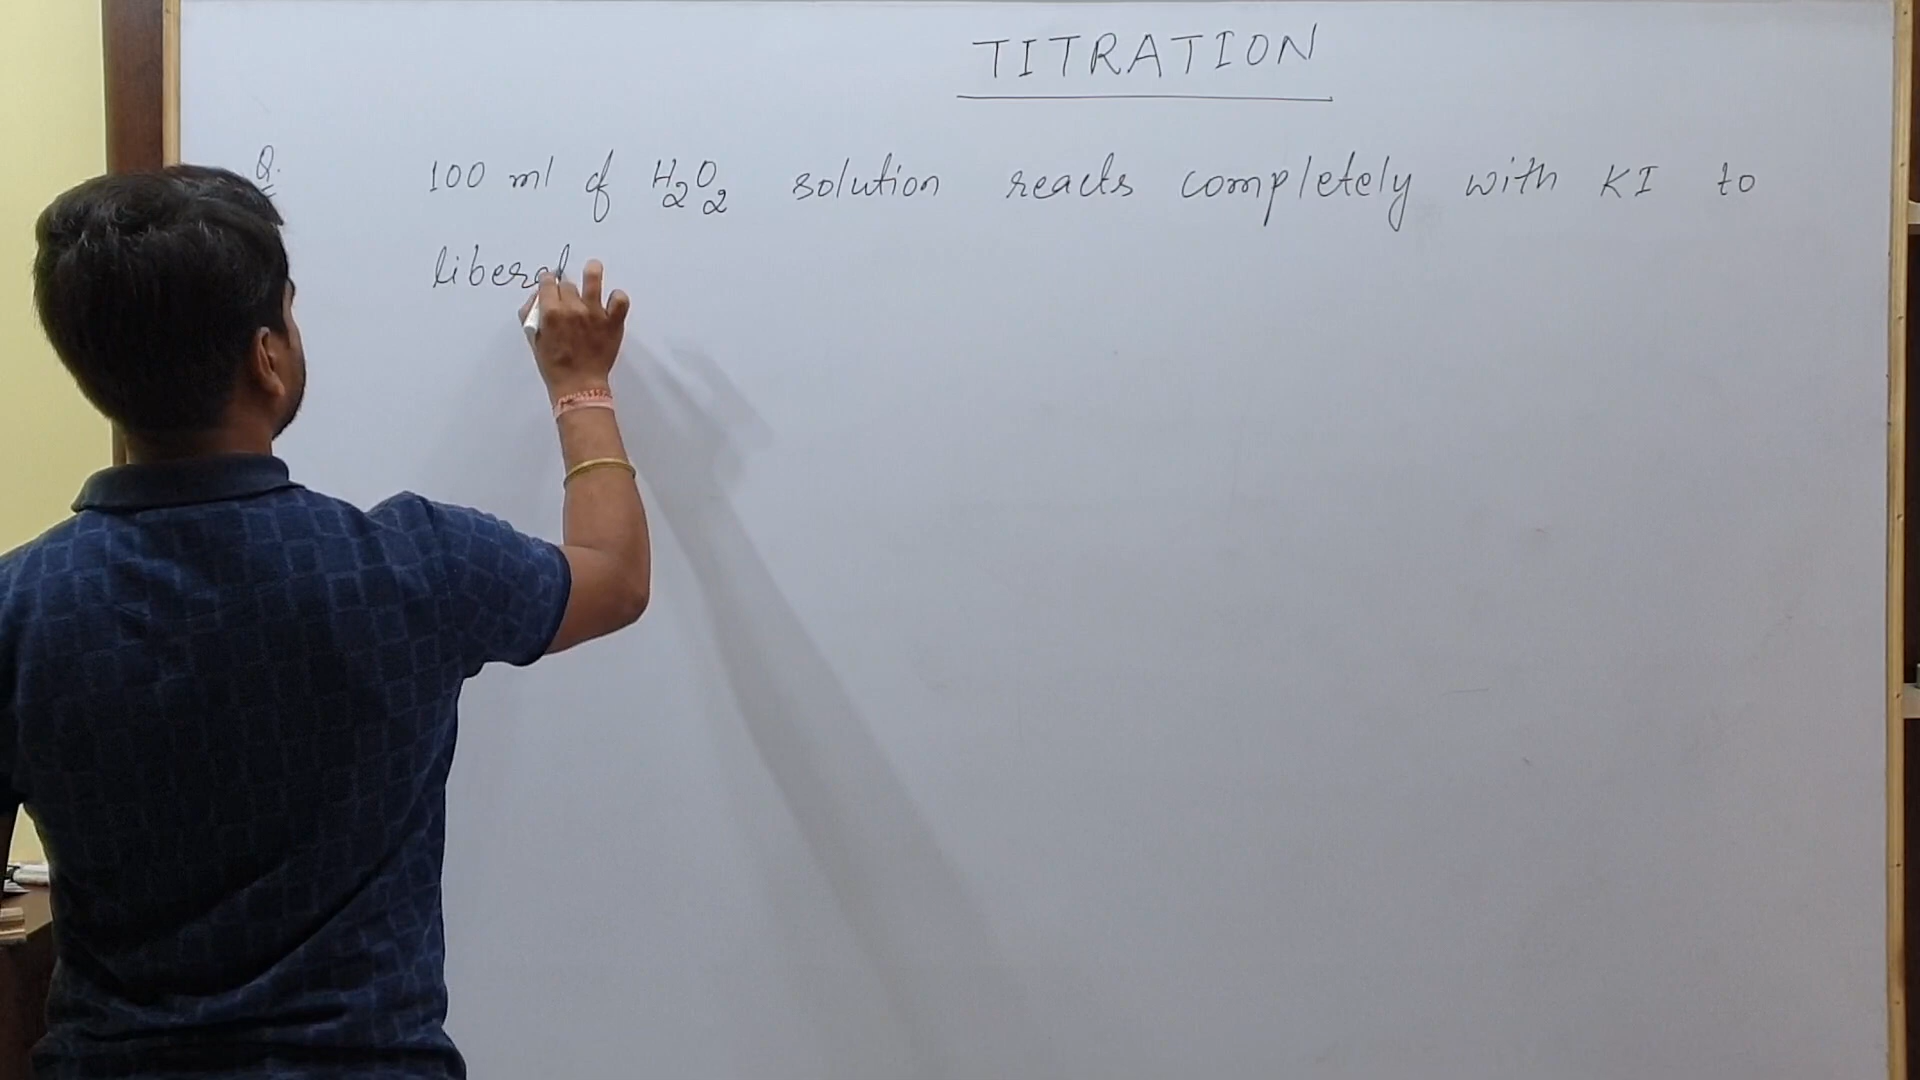 TITRATION
Q. 100 ml of H₂O₂ solution reacts completely with KI to
liberat